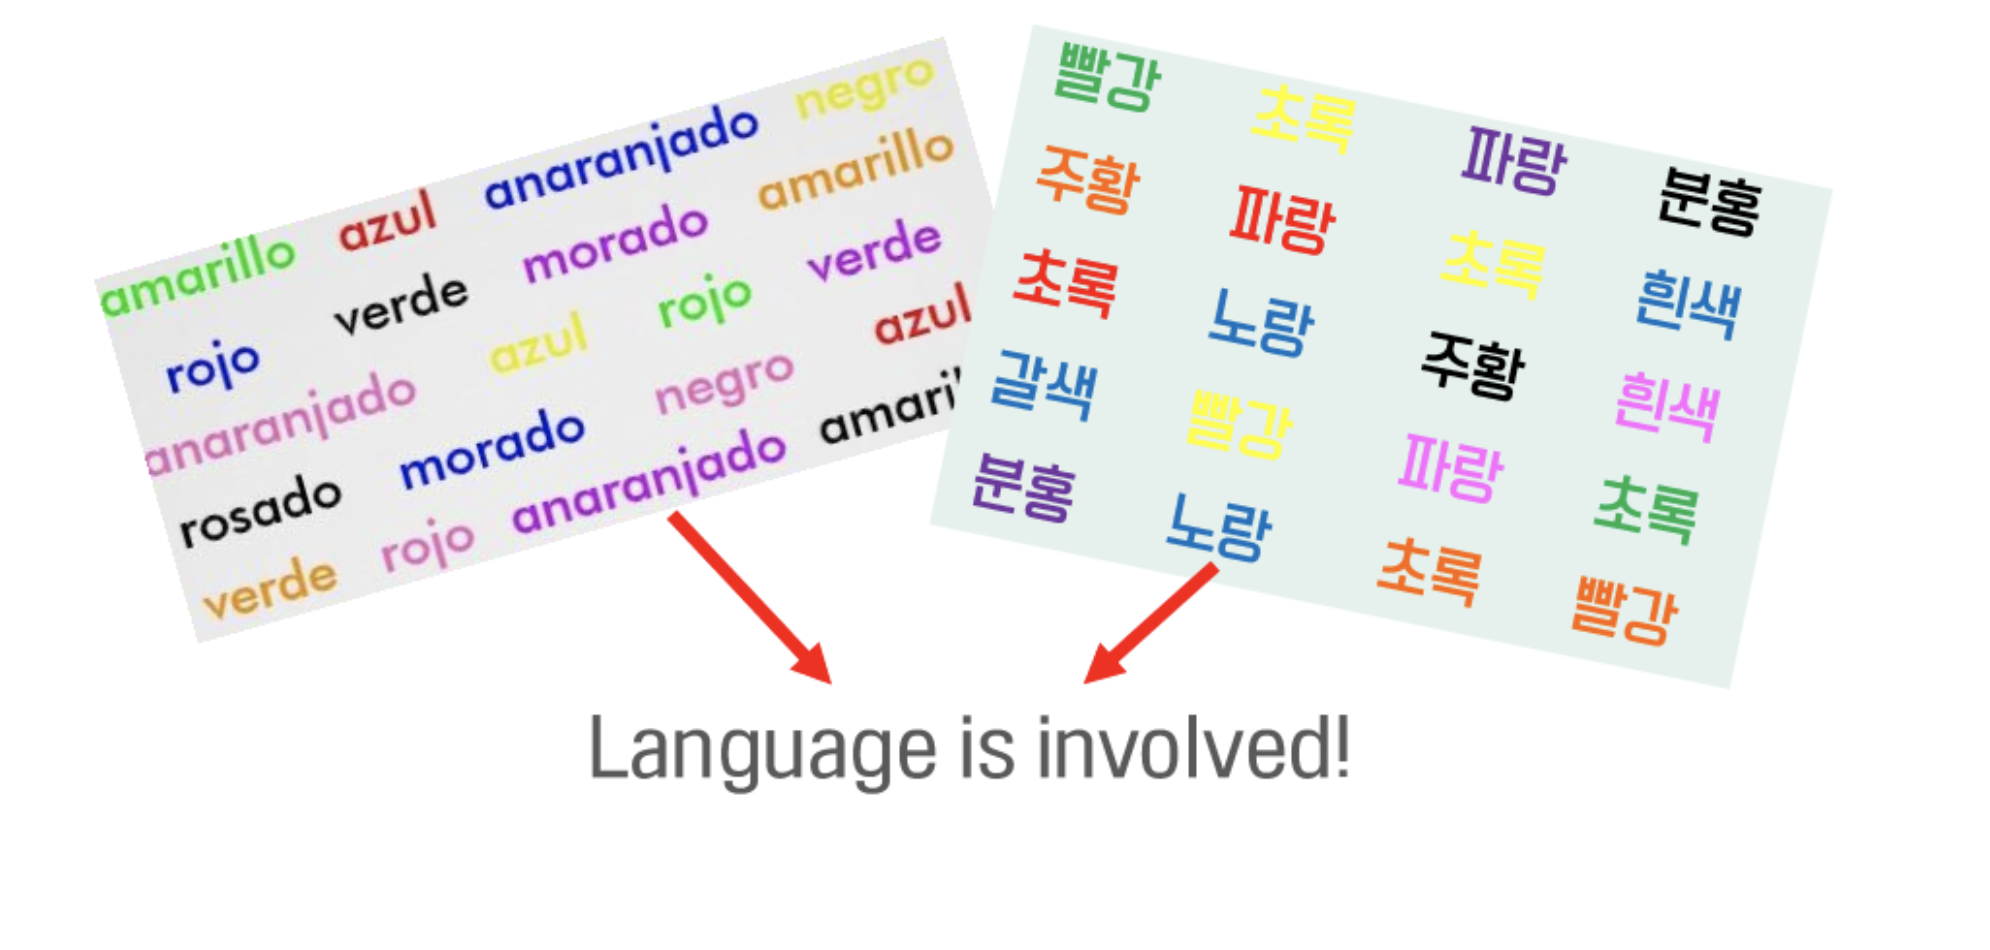 amarillo azul anaranjado negro
rojo verde morado amarillo
anaranjado azul rojo verde
rosado morado negro azul
verde rojo anaranjado amaril
빨강 초록 파랑 분홍
주황 파랑 초록 흰색
초록 노랑 주황 흰색
갈색 빨강 파랑 초록
분홍 노랑 초록 빨강
Language is involved!